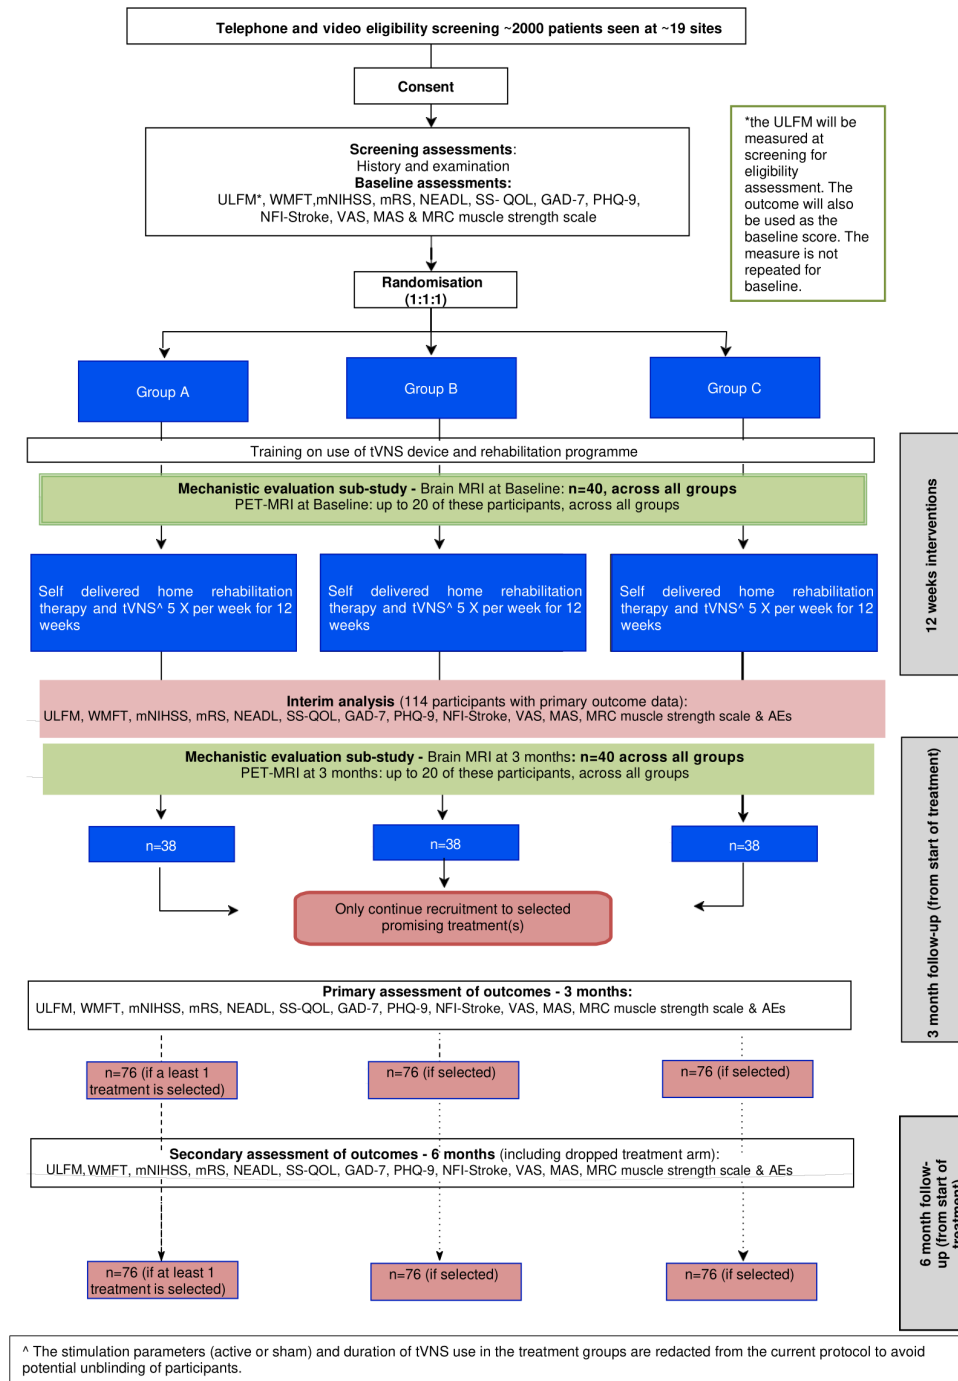 Telephone and video eligibility screening ~2000 patients seen at ~19 sites
Consent
*the ULFM will be
measured at
screening for
eligibility
assessment. The
outcome will also
be used as the
baseline score. The
measure is not
repeated for
baseline.
Screening assessments:
History and examination
Baseline assessments:
ULFM*, WMFT,mNIHSS, mRS, NEADL, SS- QOL, GAD-7, PHQ-9,
NFI-Stroke, VAS, MAS & MRC muscle strength scale
Randomisation
(1:1:1)
Group A
Group B
Group C
Training on use of tVNS device and rehabilitation programme
Mechanistic evaluation sub-study - Brain MRI at Baseline: n=40, across all groups
PET-MRI at Baseline: up to 20 of these participants, across all groups
12 weeks interventions
Self delivered home rehabilitation
therapy and tVNS^ 5 X per week for 12
weeks
Self delivered home rehabilitation
therapy and tVNS^ 5 X per week for 12
weeks
Self delivered home rehabilitation
therapy and tVNS^ 5 X per week for 12
weeks
Interim analysis (114 participants with primary outcome data):
ULFM, WMFT, mNIHSS, mRS, NEADL, SS-QOL, GAD-7, PHQ-9, NFI-Stroke, VAS, MAS, MRC muscle strength scale & AEs
Mechanistic evaluation sub-study - Brain MRI at 3 months: n=40 across all groups
PET-MRI at 3 months: up to 20 of these participants, across all groups
3 month follow-up (from start of treatment)
n=38
n=38
n=38
Only continue recruitment to selected
promising treatment(s)
Primary assessment of outcomes - 3 months:
ULFM, WMFT, mNIHSS, mRS, NEADL, SS-QOL, GAD-7, PHQ-9, NFI-Stroke, VAS, MAS, MRC muscle strength scale & AEs
n=76 (if a least 1
treatment is selected)
n=76 (if selected)
n=76 (if selected)
Secondary assessment of outcomes - 6 months (including dropped treatment arm):
ULFM, WMFT, mNIHSS, mRS, NEADL, SS-QOL, GAD-7, PHQ-9, NFI-Stroke, VAS, MAS, MRC muscle strength scale & AEs
6 month follow-
up (from start of
treatment)
n=76 (if at least 1
treatment is selected)
n=76 (if selected)
n=76 (if selected)
^ The stimulation parameters (active or sham) and duration of tVNS use in the treatment groups are redacted from the current protocol to avoid
potential unblinding of participants.